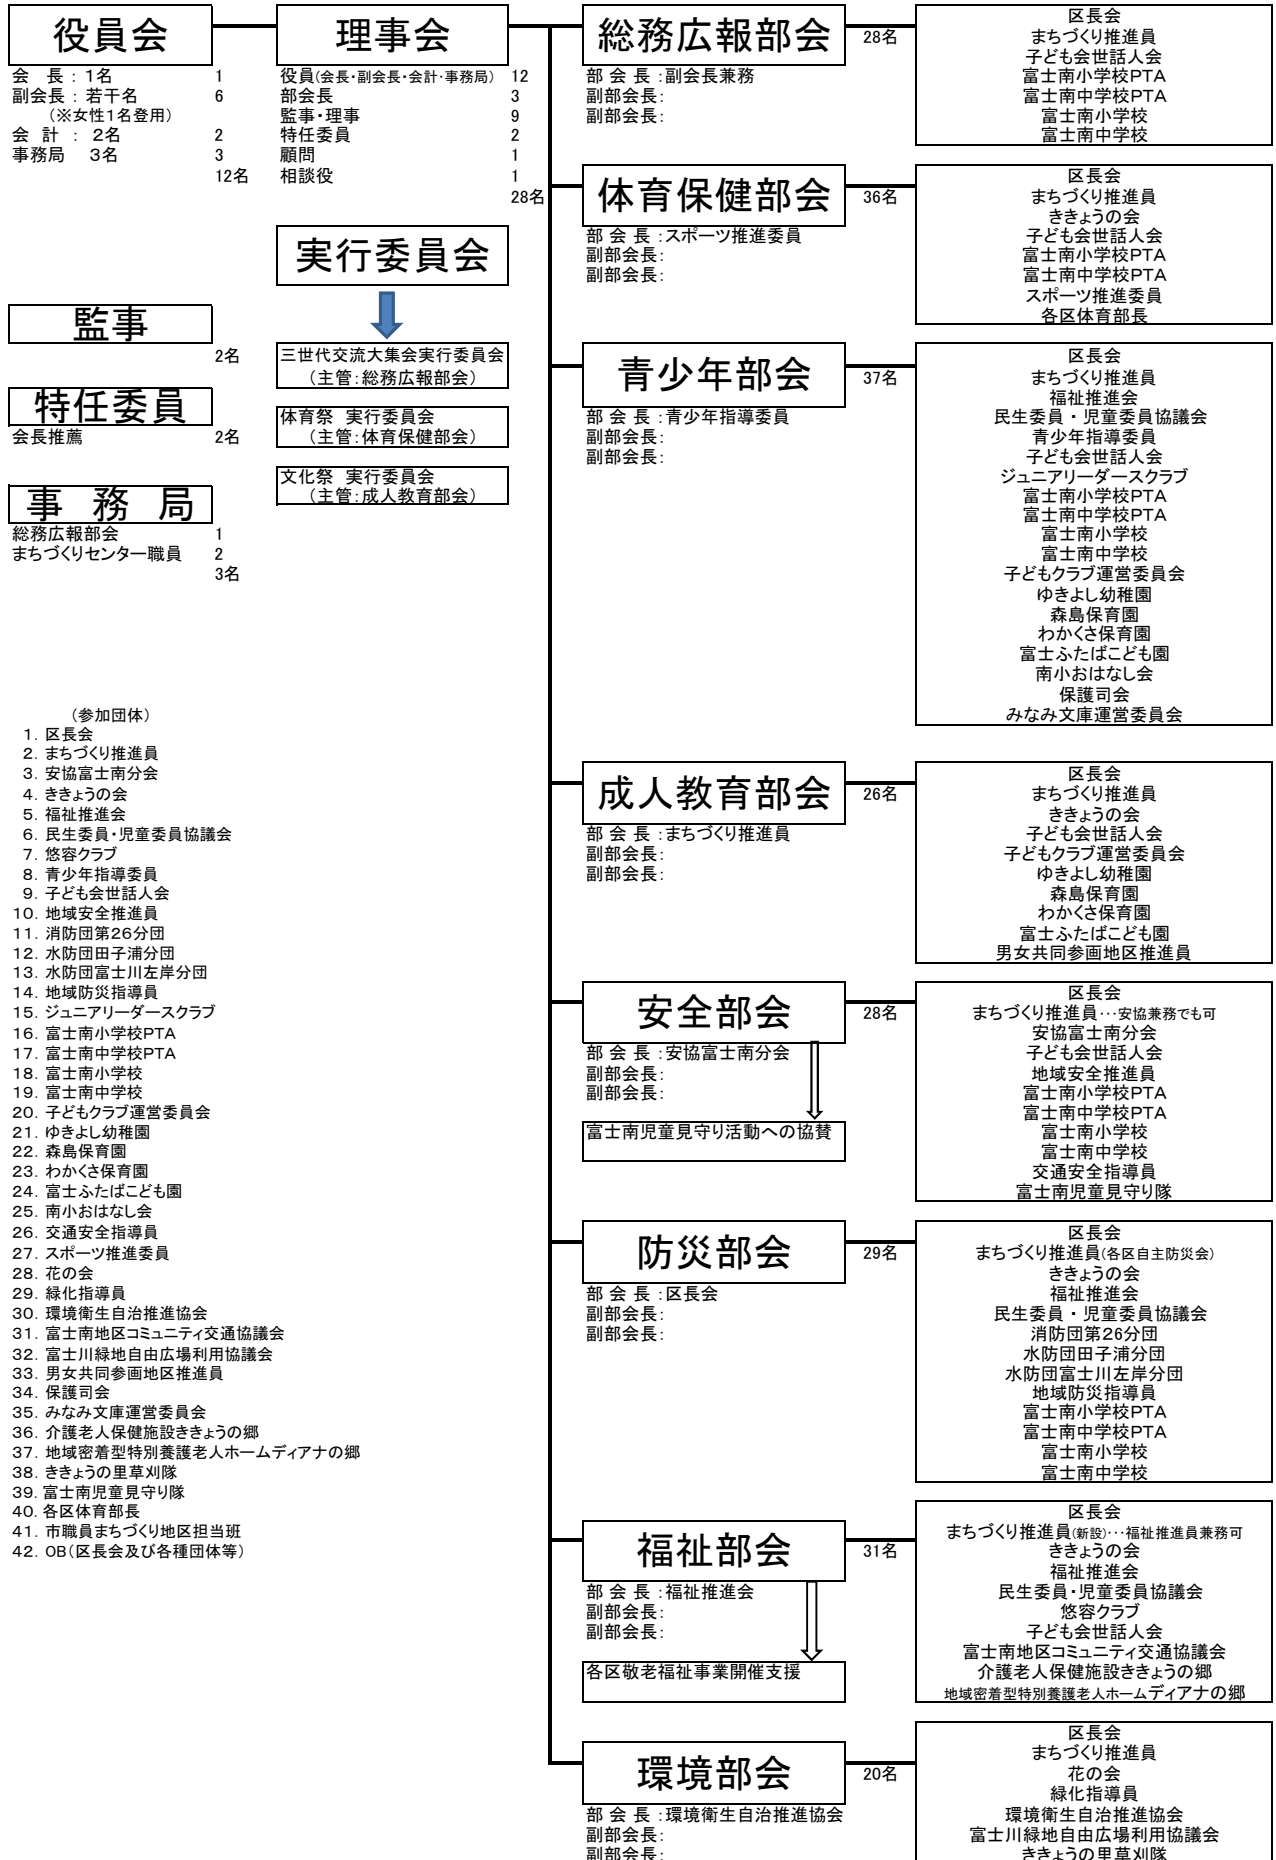 役員会
会　長 : 1名　1
副会長 : 若干名　6
(※女性1名登用)
会　計 : 2名　2
事務局　3名　3
12名
理事会
役員(会長・副会長・会計・事務局)　12
部会長　3
監事・理事　9
特任委員　2
顧問　1
相談役　1
28名
実行委員会
三世代交流大集会実行委員会
(主管:総務広報部会)
体育祭　実行委員会
(主管:体育保健部会)
文化祭　実行委員会
(主管:成人教育部会)
監事
2名
特任委員
会長推薦　2名
事　務　局
総務広報部会　1
まちづくりセンター職員　2
3名
(参加団体)
1. 区長会
2. まちづくり推進員
3. 安協富士南分会
4. ききょうの会
5. 福祉推進会
6. 民生委員・児童委員協議会
7. 悠容クラブ
8. 青少年指導委員
9. 子ども会世話人会
10. 地域安全推進員
11. 消防団第26分団
12. 水防団田子浦分団
13. 水防団富士川左岸分団
14. 地域防災指導員
15. ジュニアリーダースクラブ
16. 富士南小学校PTA
17. 富士南中学校PTA
18. 富士南小学校
19. 富士南中学校
20. 子どもクラブ運営委員会
21. ゆきよし幼稚園
22. 森島保育園
23. わかくさ保育園
24. 富士ふたばこども園
25. 南小おはなし会
26. 交通安全指導員
27. スポーツ推進委員
28. 花の会
29. 緑化指導員
30. 環境衛生自治推進協会
31. 富士南地区コミュニティ交通協議会
32. 富士川緑地自由広場利用協議会
33. 男女共同参画地区推進員
34. 保護司会
35. みなみ文庫運営委員会
36. 介護老人保健施設ききょうの郷
37. 地域密着型特別養護老人ホームディアナの郷
38. ききょうの里草刈隊
39. 富士南児童見守り隊
40. 各区体育部長
41. 市職員まちづくり地区担当班
42. OB(区長会及び各種団体等)
総務広報部会　28名
部 会 長 :副会長兼務
副部会長:
副部会長:
区長会
まちづくり推進員
子ども会世話人会
富士南小学校PTA
富士南中学校PTA
富士南小学校
富士南中学校
体育保健部会　36名
部 会 長 :スポーツ推進委員
副部会長:
副部会長:
区長会
まちづくり推進員
ききょうの会
子ども会世話人会
富士南小学校PTA
富士南中学校PTA
スポーツ推進委員
各区体育部長
青少年部会　37名
部 会 長 :青少年指導委員
副部会長:
副部会長:
区長会
まちづくり推進員
福祉推進会
民生委員・児童委員協議会
青少年指導委員
子ども会世話人会
ジュニアリーダースクラブ
富士南小学校PTA
富士南中学校PTA
富士南小学校
富士南中学校
子どもクラブ運営委員会
ゆきよし幼稚園
森島保育園
わかくさ保育園
富士ふたばこども園
南小おはなし会
保護司会
みなみ文庫運営委員会
成人教育部会　26名
部 会 長 :まちづくり推進員
副部会長:
副部会長:
区長会
まちづくり推進員
ききょうの会
子ども会世話人会
子どもクラブ運営委員会
ゆきよし幼稚園
森島保育園
わかくさ保育園
富士ふたばこども園
男女共同参画地区推進員
安全部会　28名
部 会 長 :安協富士南分会
副部会長:
副部会長:
富士南児童見守り活動への協賛
区長会
まちづくり推進員…安協兼務でも可
安協富士南分会
子ども会世話人会
地域安全推進員
富士南小学校PTA
富士南中学校PTA
富士南小学校
富士南中学校
交通安全指導員
富士南児童見守り隊
防災部会　29名
部 会 長 :区長会
副部会長:
副部会長:
区長会
まちづくり推進員(各区自主防災会)
ききょうの会
福祉推進会
民生委員・児童委員協議会
消防団第26分団
水防団田子浦分団
水防団富士川左岸分団
地域防災指導員
富士南小学校PTA
富士南中学校PTA
富士南小学校
富士南中学校
福祉部会　31名
部 会 長 :福祉推進会
副部会長:
副部会長:
各区敬老福祉事業開催支援
区長会
まちづくり推進員(新設)…福祉推進員兼務可
ききょうの会
福祉推進会
民生委員・児童委員協議会
悠容クラブ
子ども会世話人会
富士南地区コミュニティ交通協議会
介護老人保健施設ききょうの郷
地域密着型特別養護老人ホームディアナの郷
環境部会　20名
部 会 長 :環境衛生自治推進協会
副部会長:
副部会長:
区長会
まちづくり推進員
花の会
緑化指導員
環境衛生自治推進協会
富士川緑地自由広場利用協議会
ききょうの里草刈隊